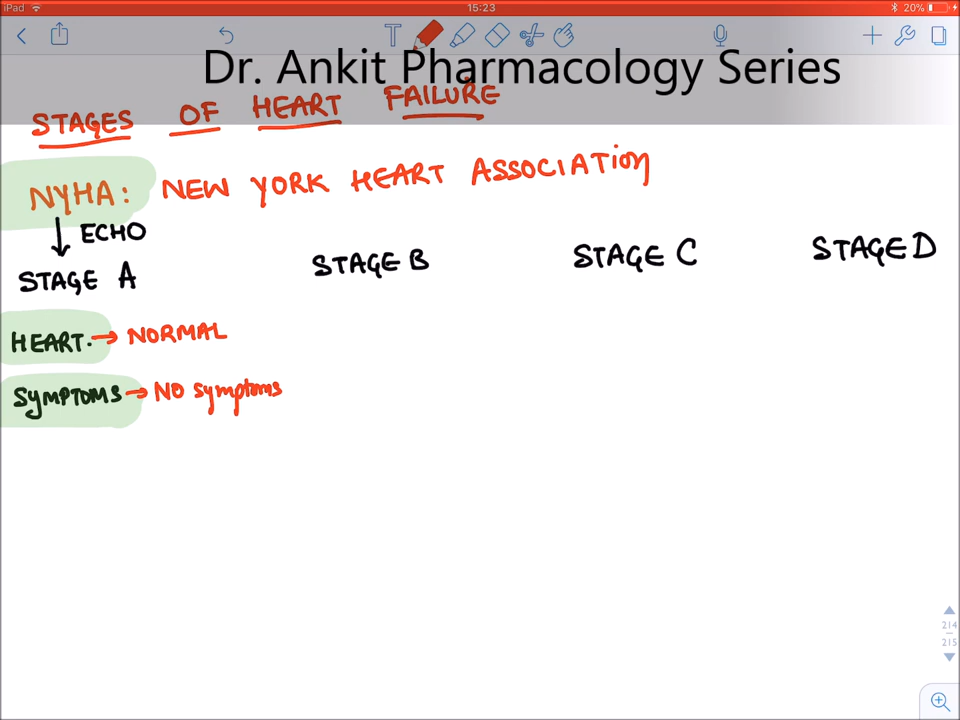 iPad 15:23 20%
T
Dr. Ankit Pharmacology Series
STAGES OF HEART FAILURE
NYHA: NEW YORK HEART ASSOCIATION
ECHO
STAGE A STAGE B STAGE C STAGE D
HEART. → NORMAL
SYMPTOMS → NO symptoms
214
215